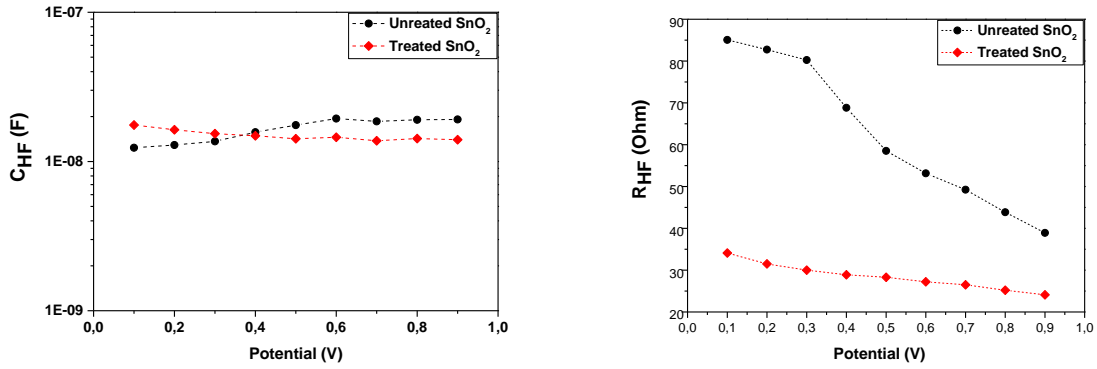 1E-07
1E-08
1E-09
C_HF (F)
Unreated SnO₂
Treated SnO₂
0,0 0,2 0,4 0,6 0,8 1,0
Potential (V)
90
80
70
60
50
40
30
20
R_HF (Ohm)
Unreated SnO₂
Treated SnO₂
0,0 0,1 0,2 0,3 0,4 0,5 0,6 0,7 0,8 0,9 1,0
Potential (V)